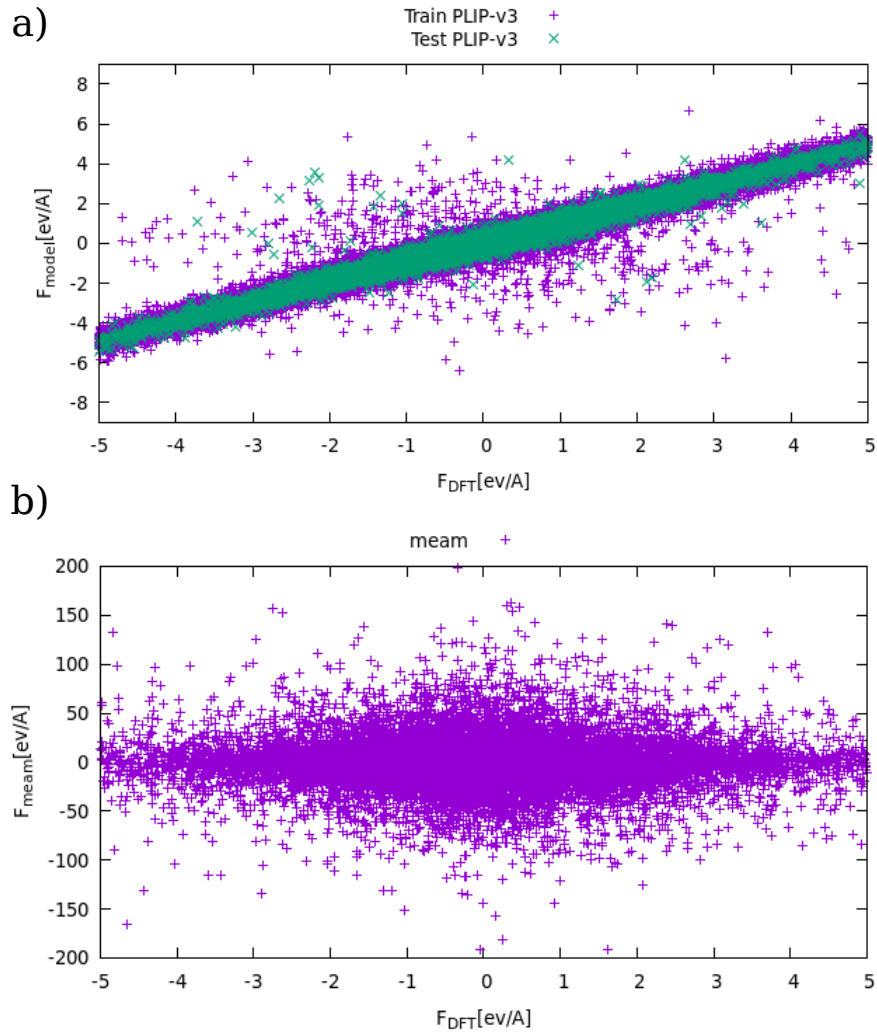 a)
Train PLIP-v3 +
Test PLIP-v3 ×
8
6
4
2
0
-2
-4
-6
-8
F_model[ev/A]
-5 -4 -3 -2 -1 0 1 2 3 4 5
F_DFT[ev/A]
b)
meam +
200
150
100
50
0
-50
-100
-150
-200
F_meam[ev/A]
-5 -4 -3 -2 -1 0 1 2 3 4 5
F_DFT[ev/A]